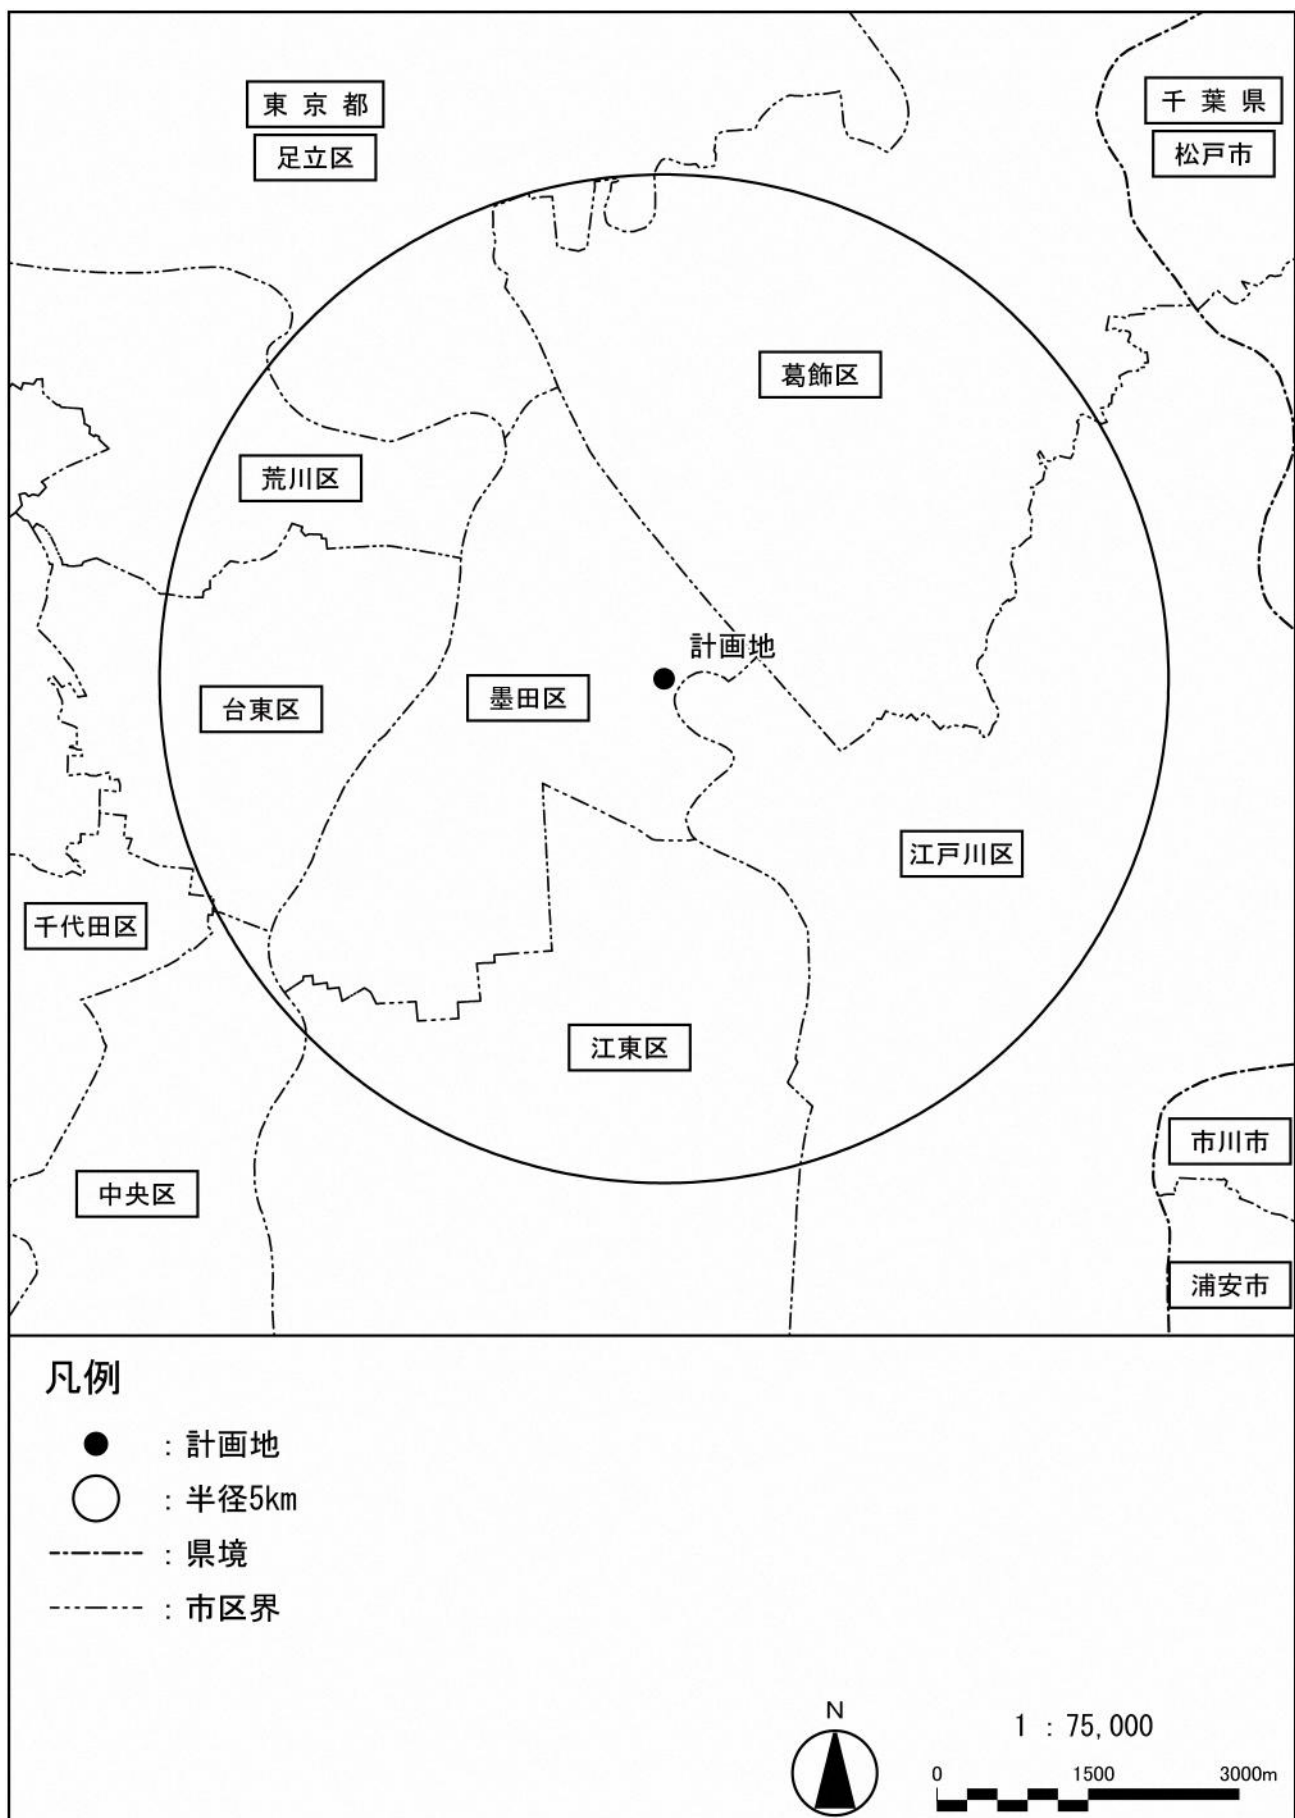 東京都
足立区
千葉県
松戸市
葛飾区
荒川区
計画地
台東区
墨田区
江戸川区
千代田区
江東区
市川市
中央区
浦安市
凡例
：計画地
：半径5km
：県境
：市区界
N
1：75,000
0 1500 3000m